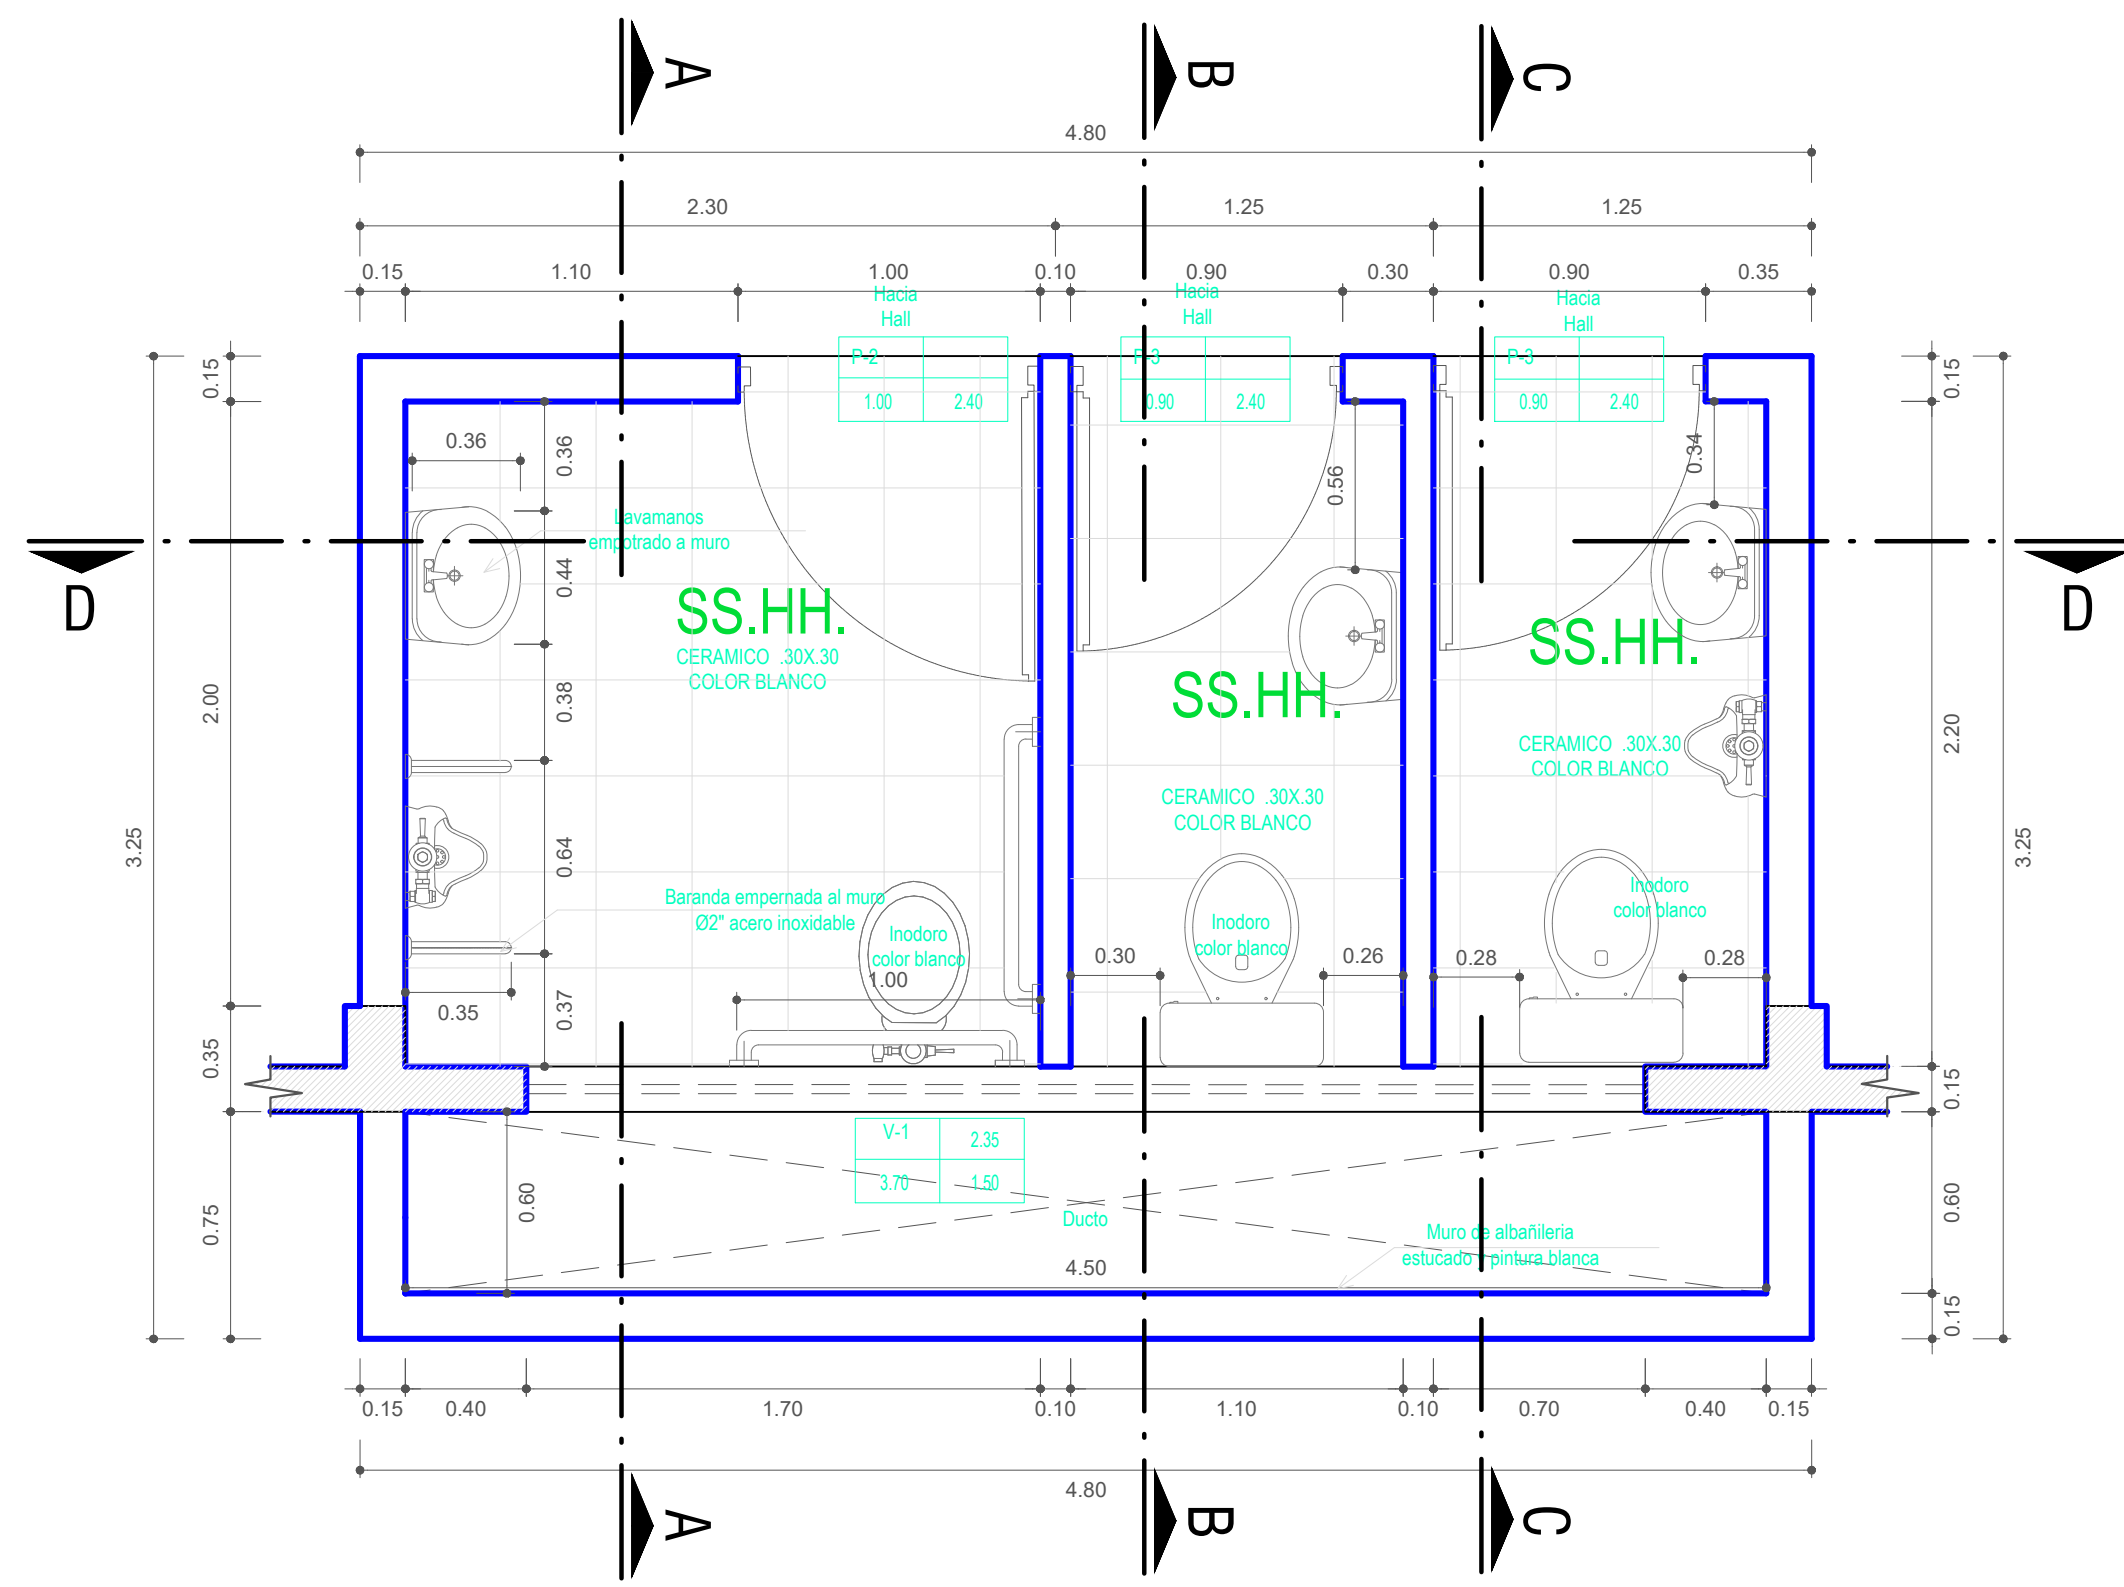 A
B
C
4.80
2.30
1.25
1.25
0.15
1.10
1.00
0.10
0.90
0.30
0.90
0.35
Hacia
Hall
Hacia
Hall
Hacia
Hall
P-2
1.00
2.40
P-3
0.90
2.40
P-3
0.90
2.40
0.15
2.00
3.25
0.35
0.75
0.15
2.20
3.25
0.15
0.60
0.15
0.36
0.36
0.44
0.38
0.64
0.37
0.35
0.56
0.34
Lavamanos
empotrado a muro
D
D
SS.HH.
CERAMICO .30X.30
COLOR BLANCO
SS.HH.
CERAMICO .30X.30
COLOR BLANCO
SS.HH.
CERAMICO .30X.30
COLOR BLANCO
Baranda empernada al muro
Ø2" acero inoxidable
Inodoro
color blanco
1.00
Inodoro
color blanco
0.30
0.26
Inodoro
color blanco
0.28
0.28
V-1
2.35
3.70
1.50
0.60
Ducto
4.50
Muro de albañileria
estucado y pintura blanca
0.15
0.40
1.70
0.10
1.10
0.10
0.70
0.40
0.15
4.80
A
B
C